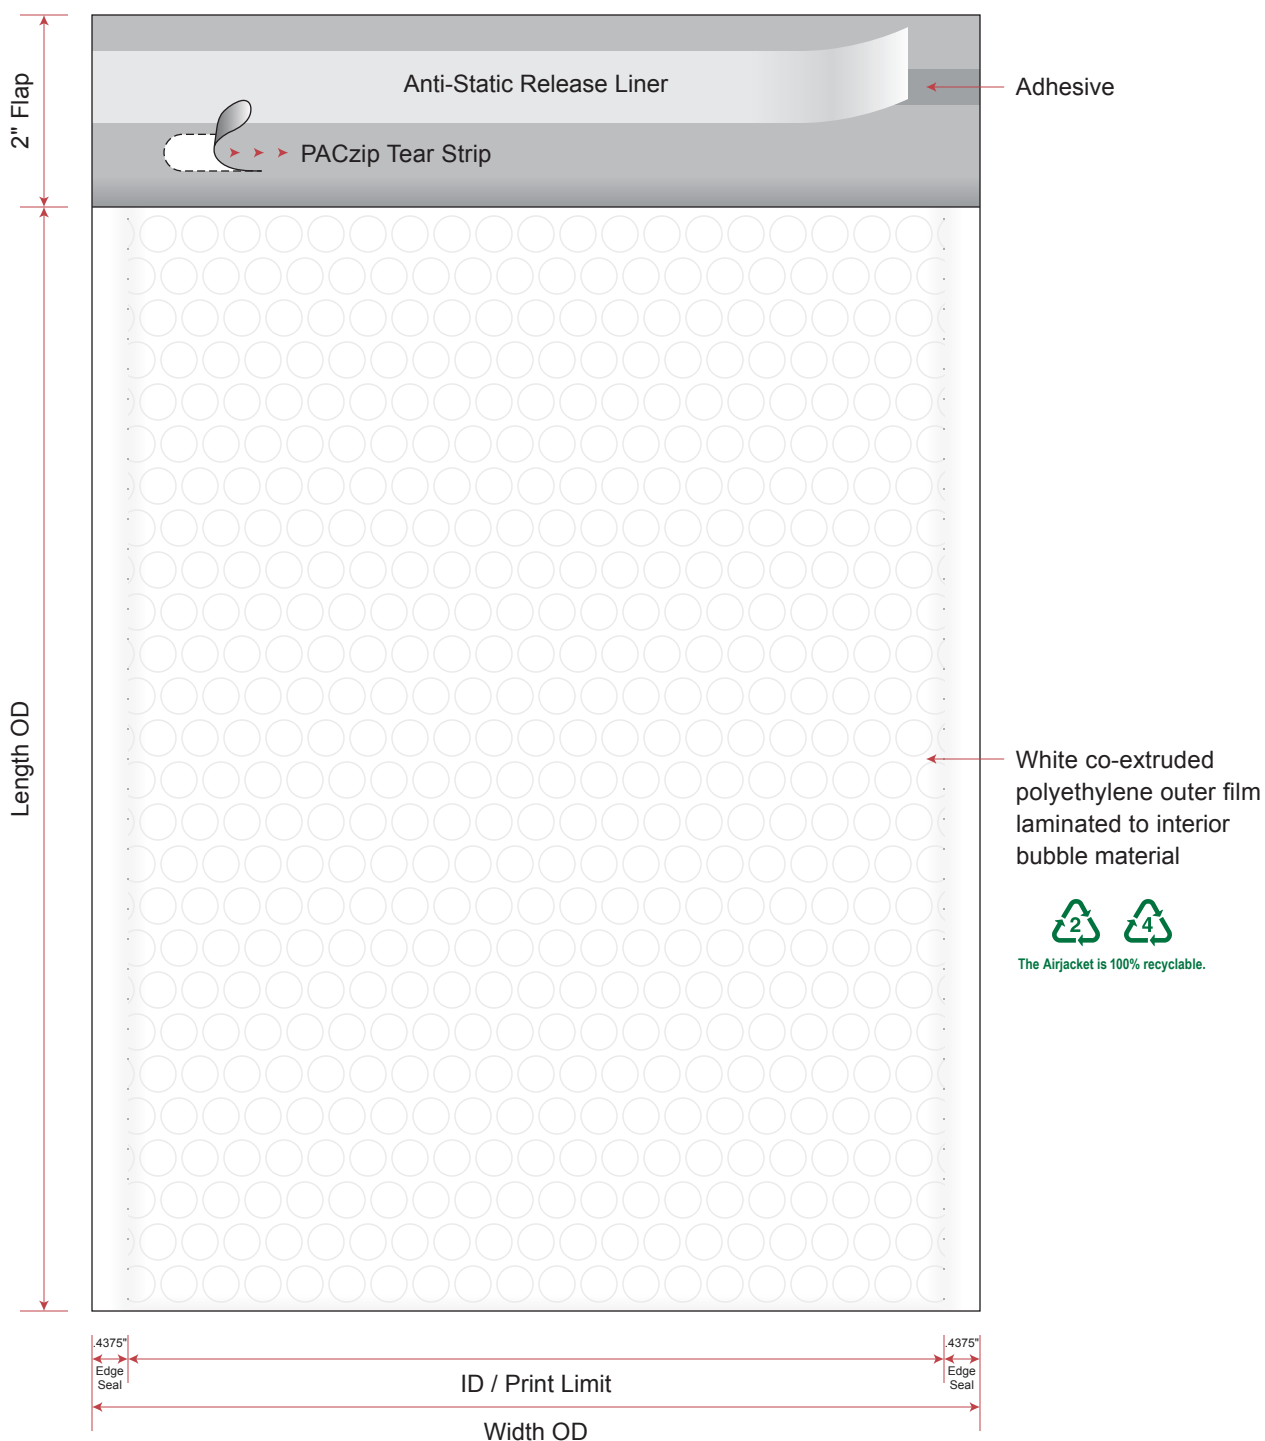 2" Flap
Anti-Static Release Liner
Adhesive
PACzip Tear Strip
Length OD
White co-extruded
polyethylene outer film
laminated to interior
bubble material
2 4
The Airjacket is 100% recyclable.
.4375"
Edge
Seal
ID / Print Limit
.4375"
Edge
Seal
Width OD